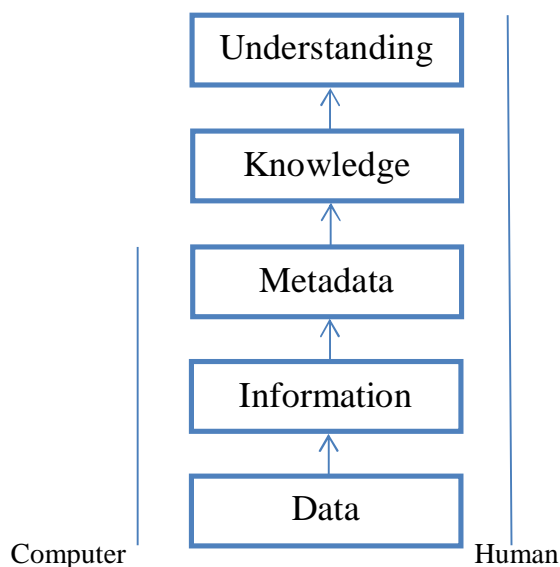 Understanding
Knowledge
Metadata
Information
Data
Computer
Human